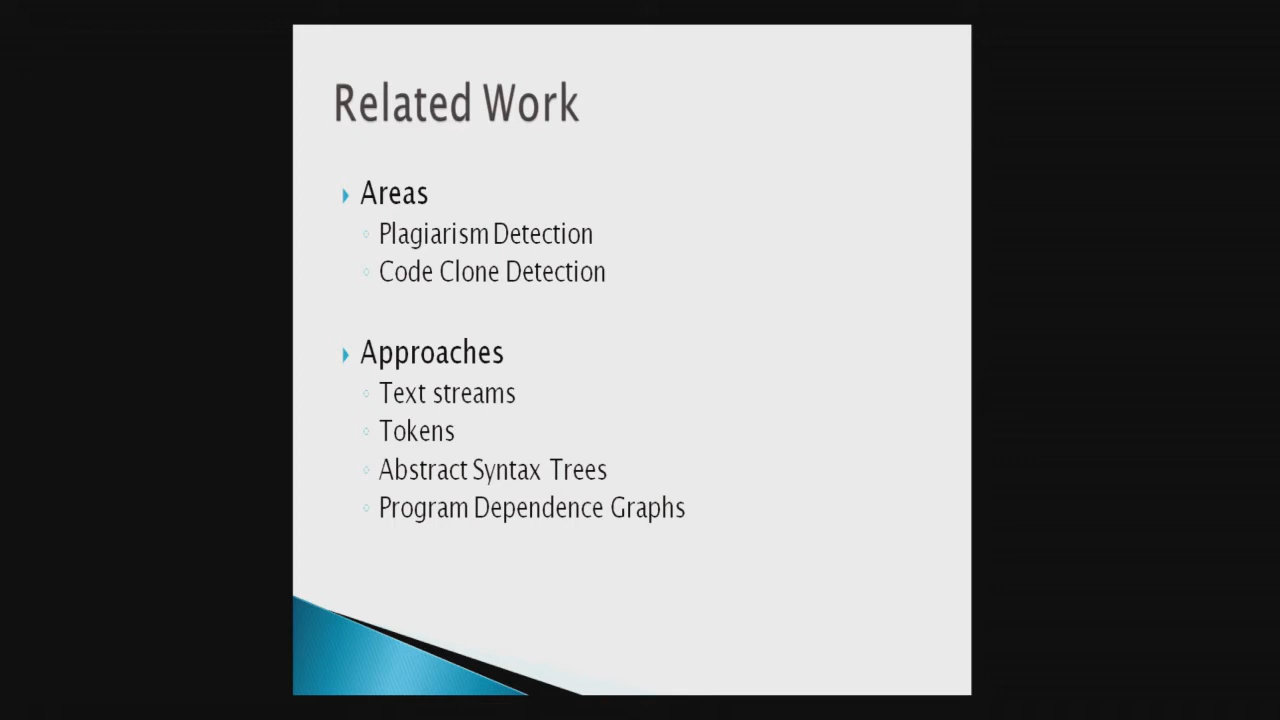 Related Work
Areas
Plagiarism Detection
Code Clone Detection
Approaches
Text streams
Tokens
Abstract Syntax Trees
Program Dependence Graphs